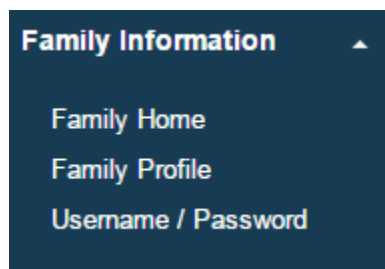 Family Information
Family Home
Family Profile
Username / Password